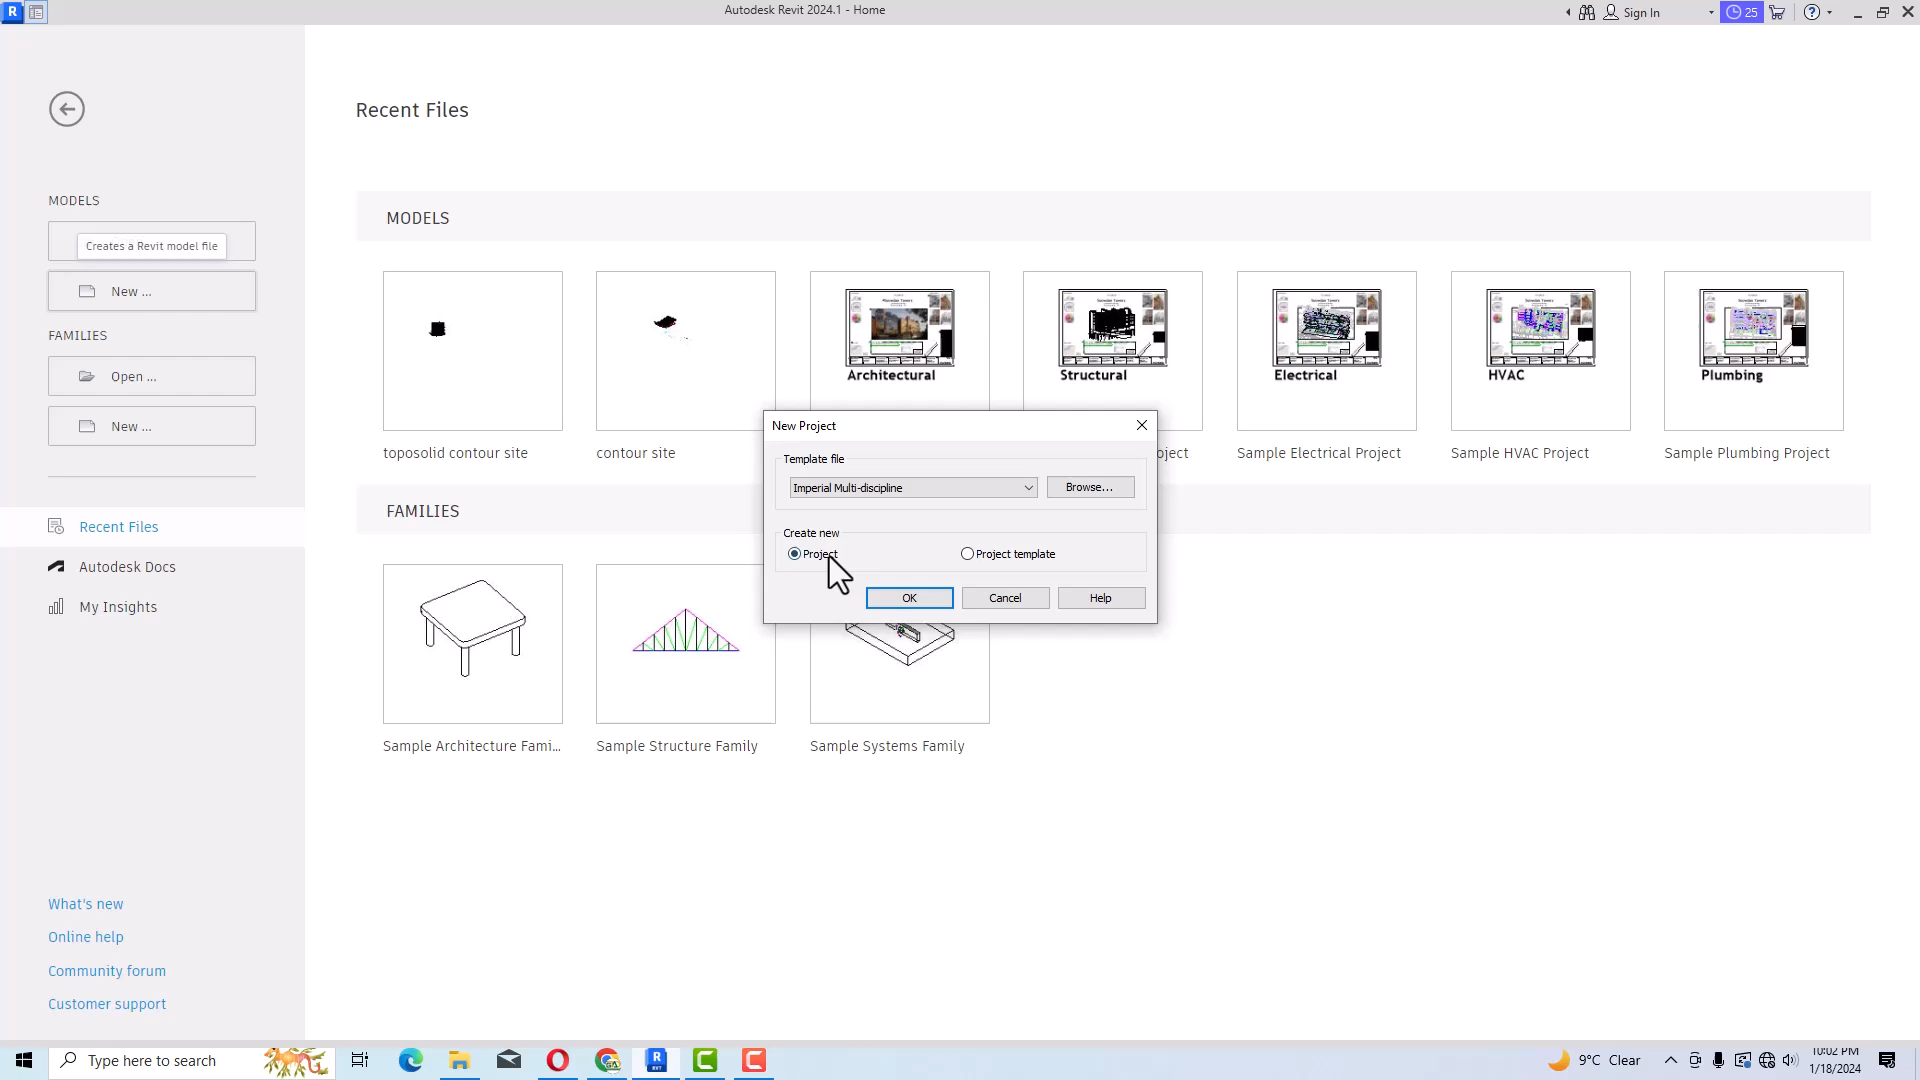 R
Autodesk Revit 2024.1 - Home
Sign In
25
Recent Files
MODELS
Creates a Revit model file
New ...
FAMILIES
Open ...
New ...
Recent Files
Autodesk Docs
My Insights
What's new
Online help
Community forum
Customer support
MODELS
Architectural
Structural
Electrical
HVAC
Plumbing
toposolid contour site
contour site
oject
Sample Electrical Project
Sample HVAC Project
Sample Plumbing Project
FAMILIES
Sample Architecture Fami...
Sample Structure Family
Sample Systems Family
New Project
Template file
Imperial Multi-discipline
Browse...
Create new
Project
Project template
OK
Cancel
Help
Type here to search
9°C Clear
10:02 PM
1/18/2024